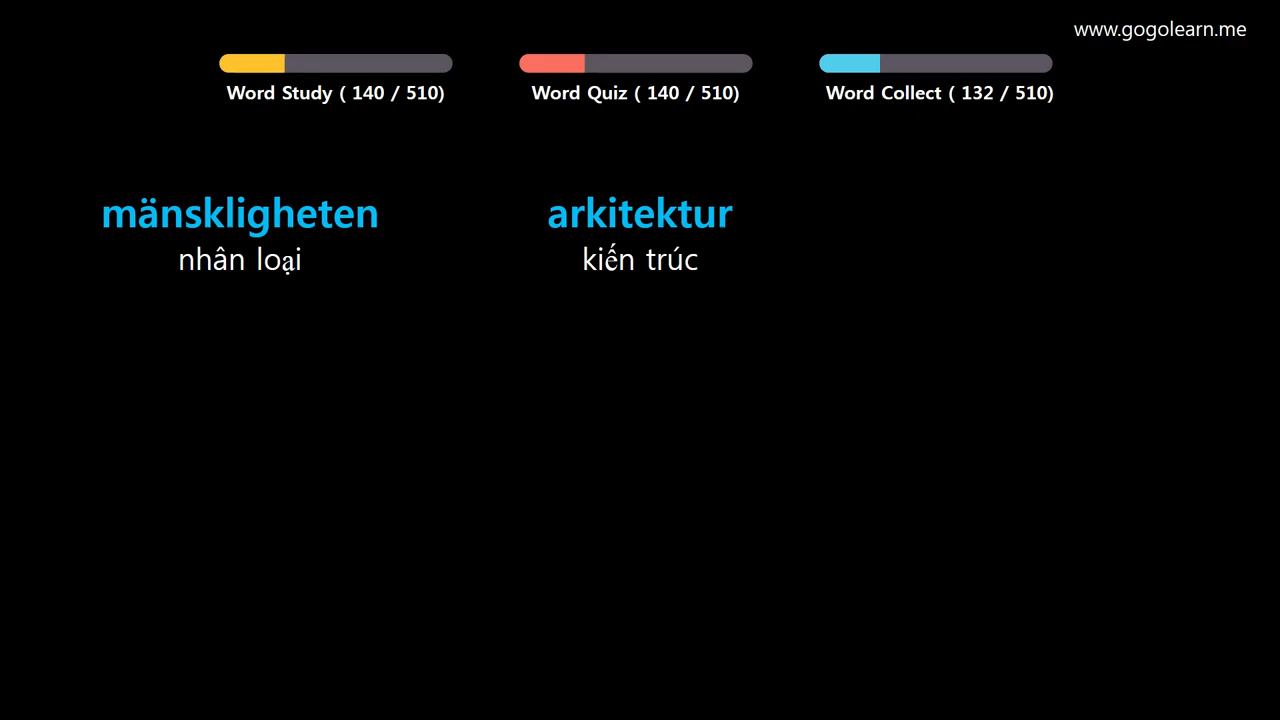 www.gogolearn.me
Word Study ( 140 / 510)
Word Quiz ( 140 / 510)
Word Collect ( 132 / 510)
mänskligheten
nhân loại
arkitektur
kiến trúc